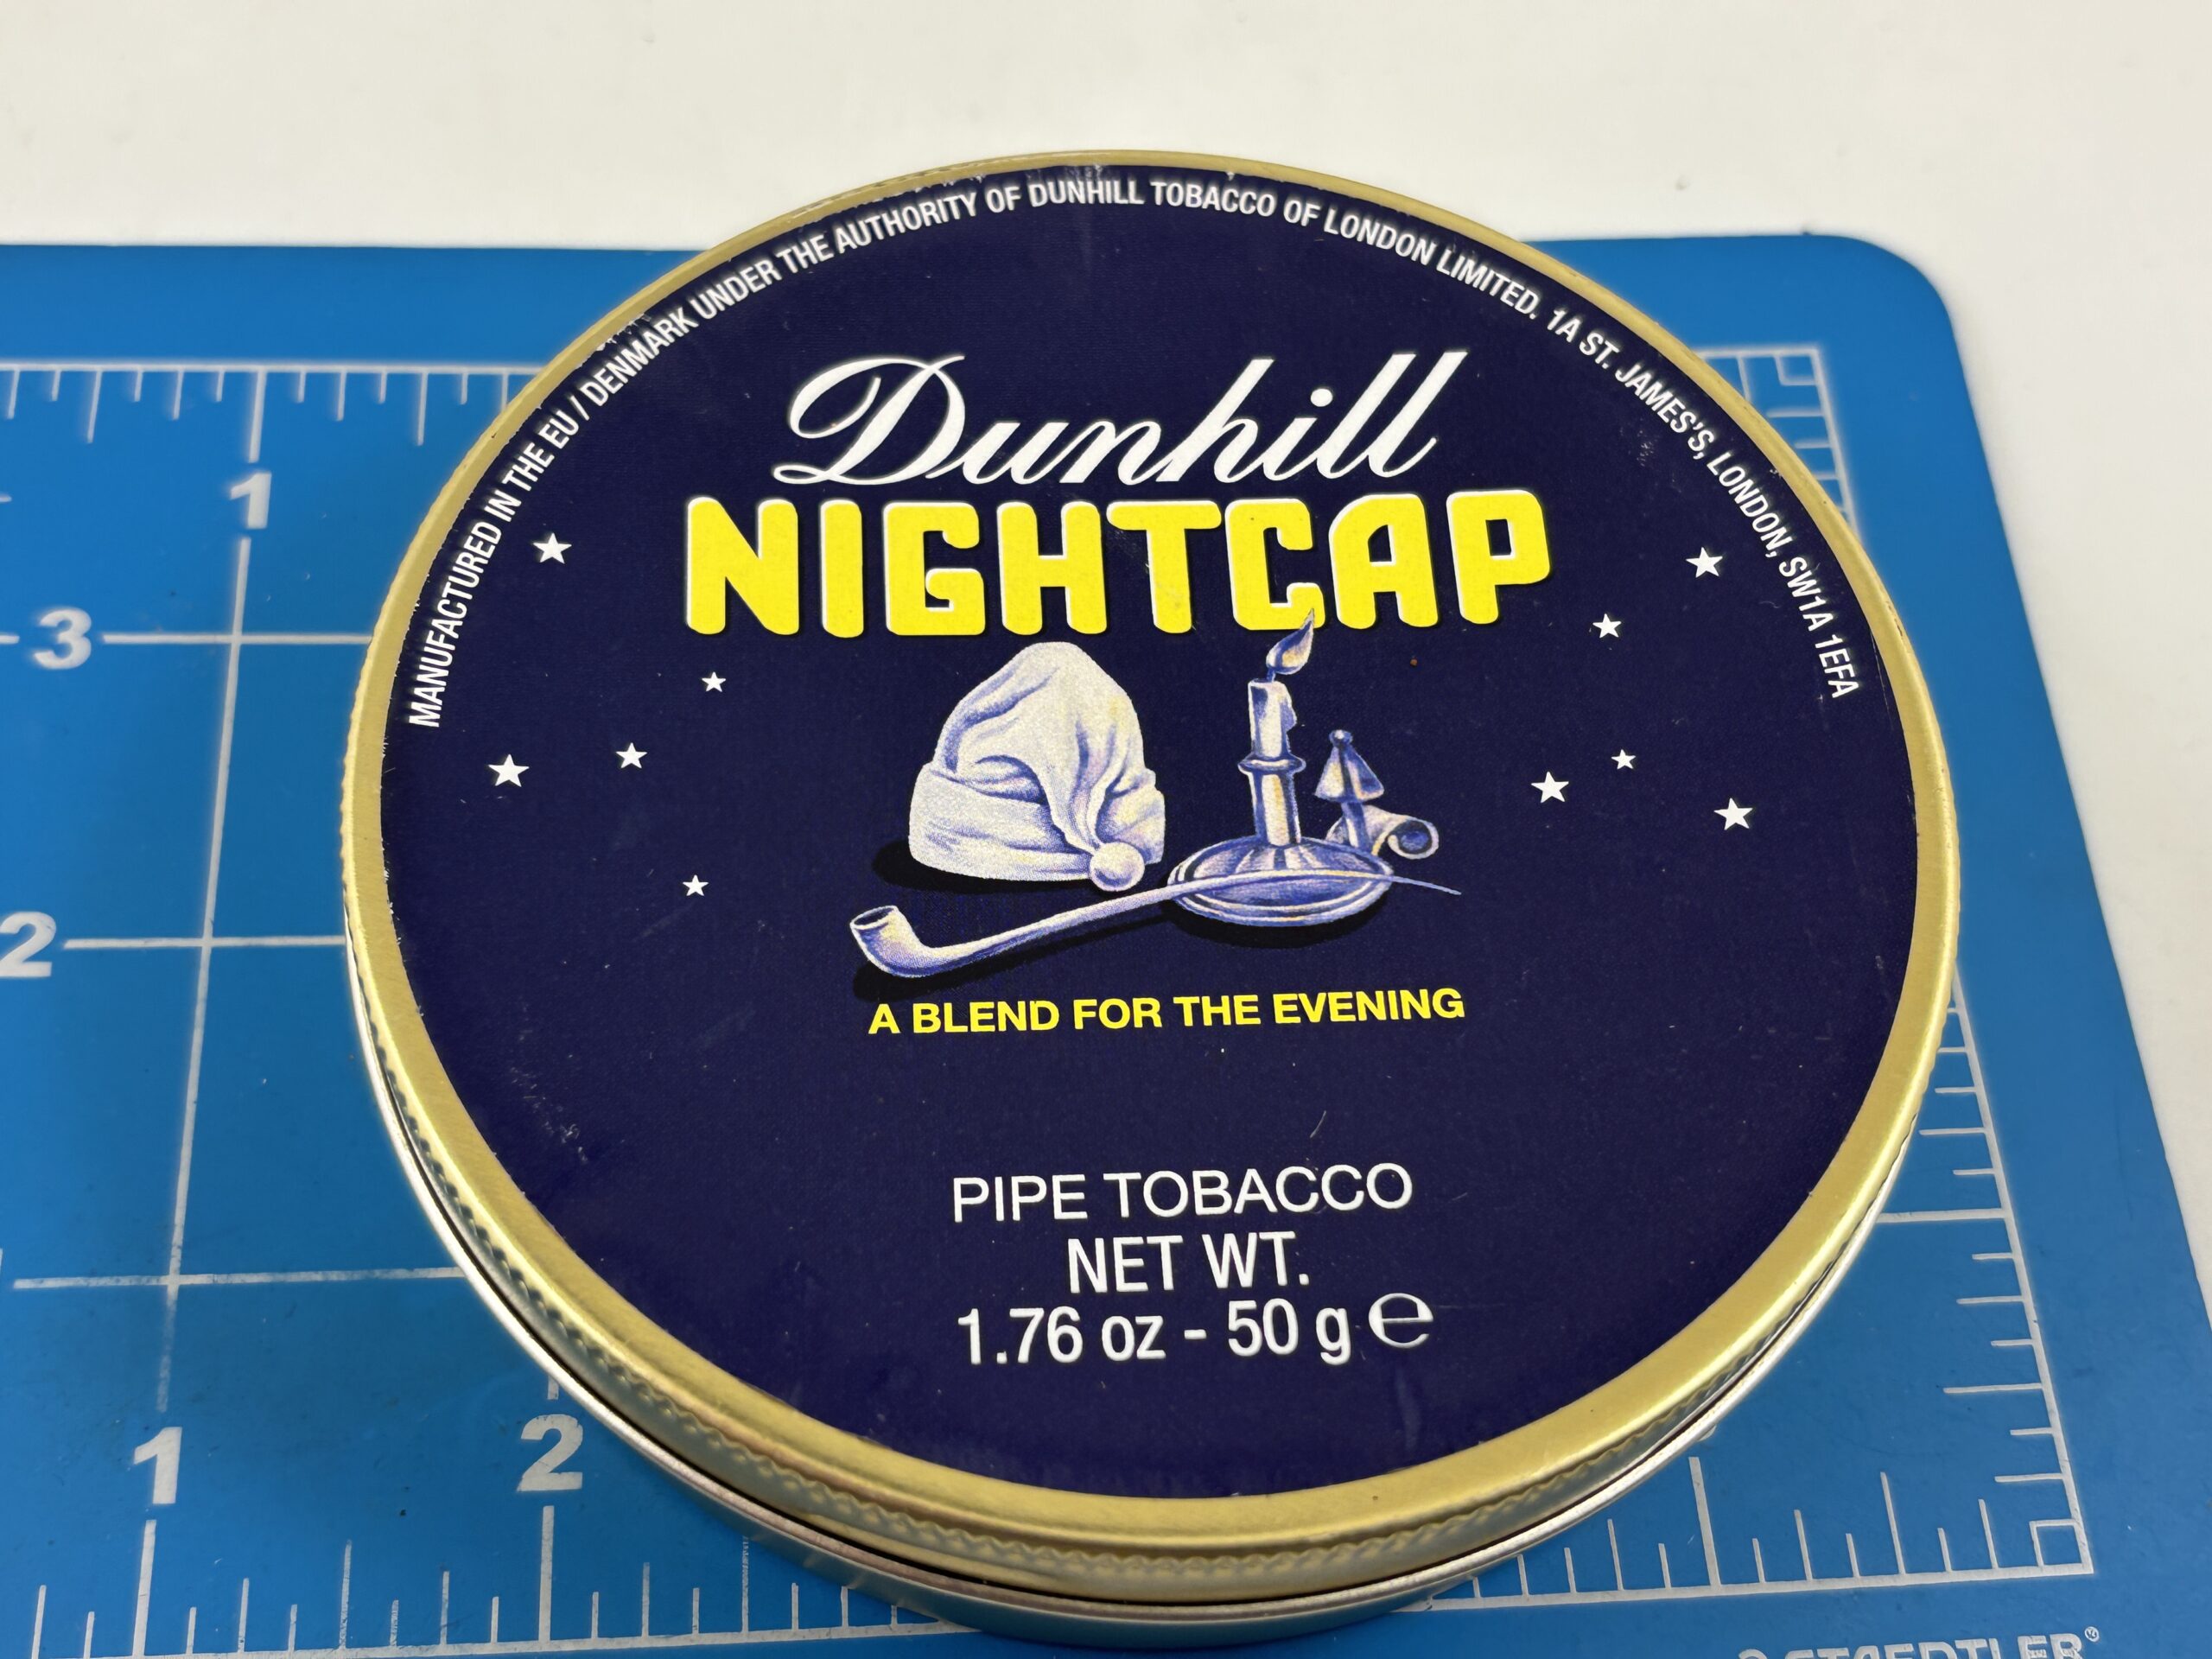 MANUFACTURED IN THE EU / DENMARK UNDER THE AUTHORITY OF DUNHILL TOBACCO OF LONDON LIMITED. 1A ST. JAMES'S, LONDON, SW1A 1EFA
Dunhill
NIGHTCAP
A BLEND FOR THE EVENING
PIPE TOBACCO
NET WT.
1.76 oz - 50 g ℮
1
3
2
1
2
STAEDTLER®